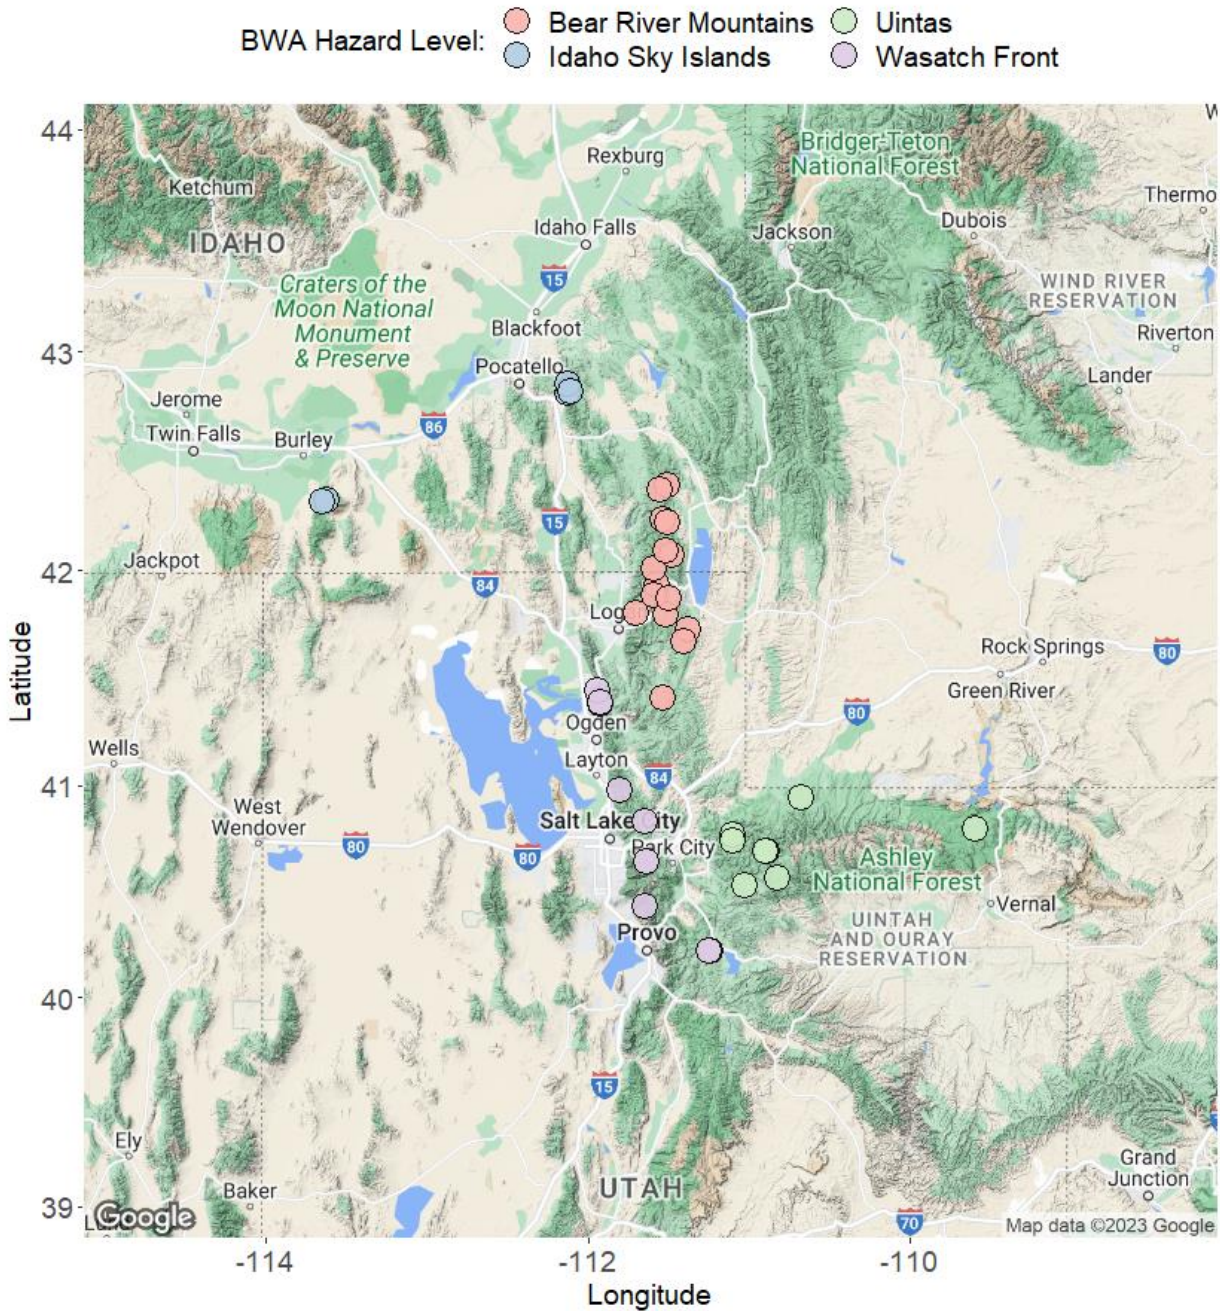 BWA Hazard Level:
Bear River Mountains
Uintas
Idaho Sky Islands
Wasatch Front
44
43
42
41
40
39
Latitude
-114
-112
-110
Longitude
Rexburg
Bridger-Teton
National Forest
Ketchum
Thermo
Dubois
IDAHO
Idaho Falls
Jackson
15
Craters of the
Moon National
Monument
& Preserve
WIND RIVER
RESERVATION
Blackfoot
Riverton
Pocatello
Lander
Jerome
86
Twin Falls
Burley
15
Jackpot
84
Logan
Rock Springs
80
Green River
80
Ogden
Wells
Layton
84
West
Wendover
Salt Lake City
80
80
Park City
Ashley
National Forest
Vernal
UINTAH
AND OURAY
RESERVATION
Provo
15
Ely
Grand
Junction
Baker
UTAH
Google
70
Map data ©2023 Google